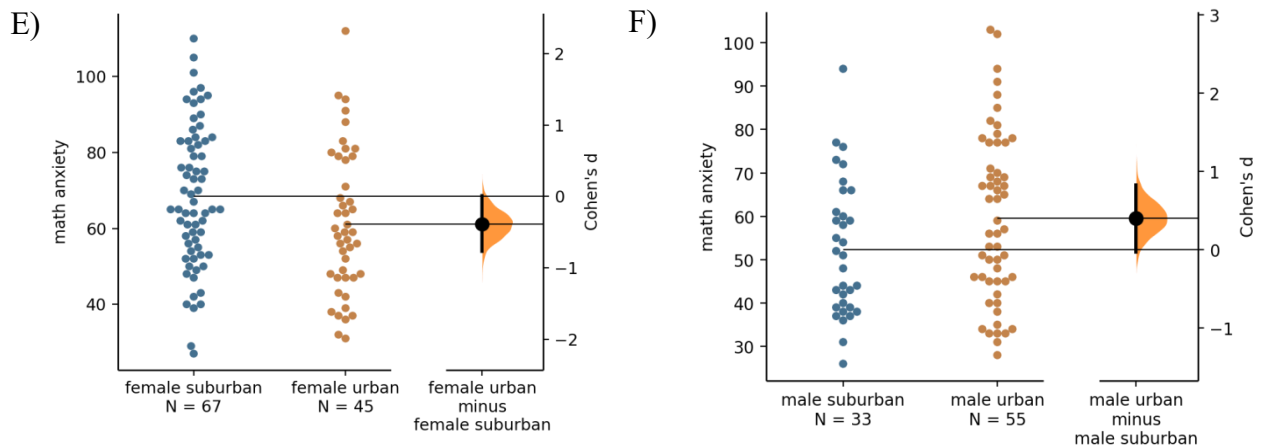 E)
math anxiety
100
80
60
40
2
1
0
−1
−2
Cohen's d
female suburban
N = 67
female urban
N = 45
female urban
minus
female suburban
F)
math anxiety
100
90
80
70
60
50
40
30
3
2
1
0
−1
Cohen's d
male suburban
N = 33
male urban
N = 55
male urban
minus
male suburban